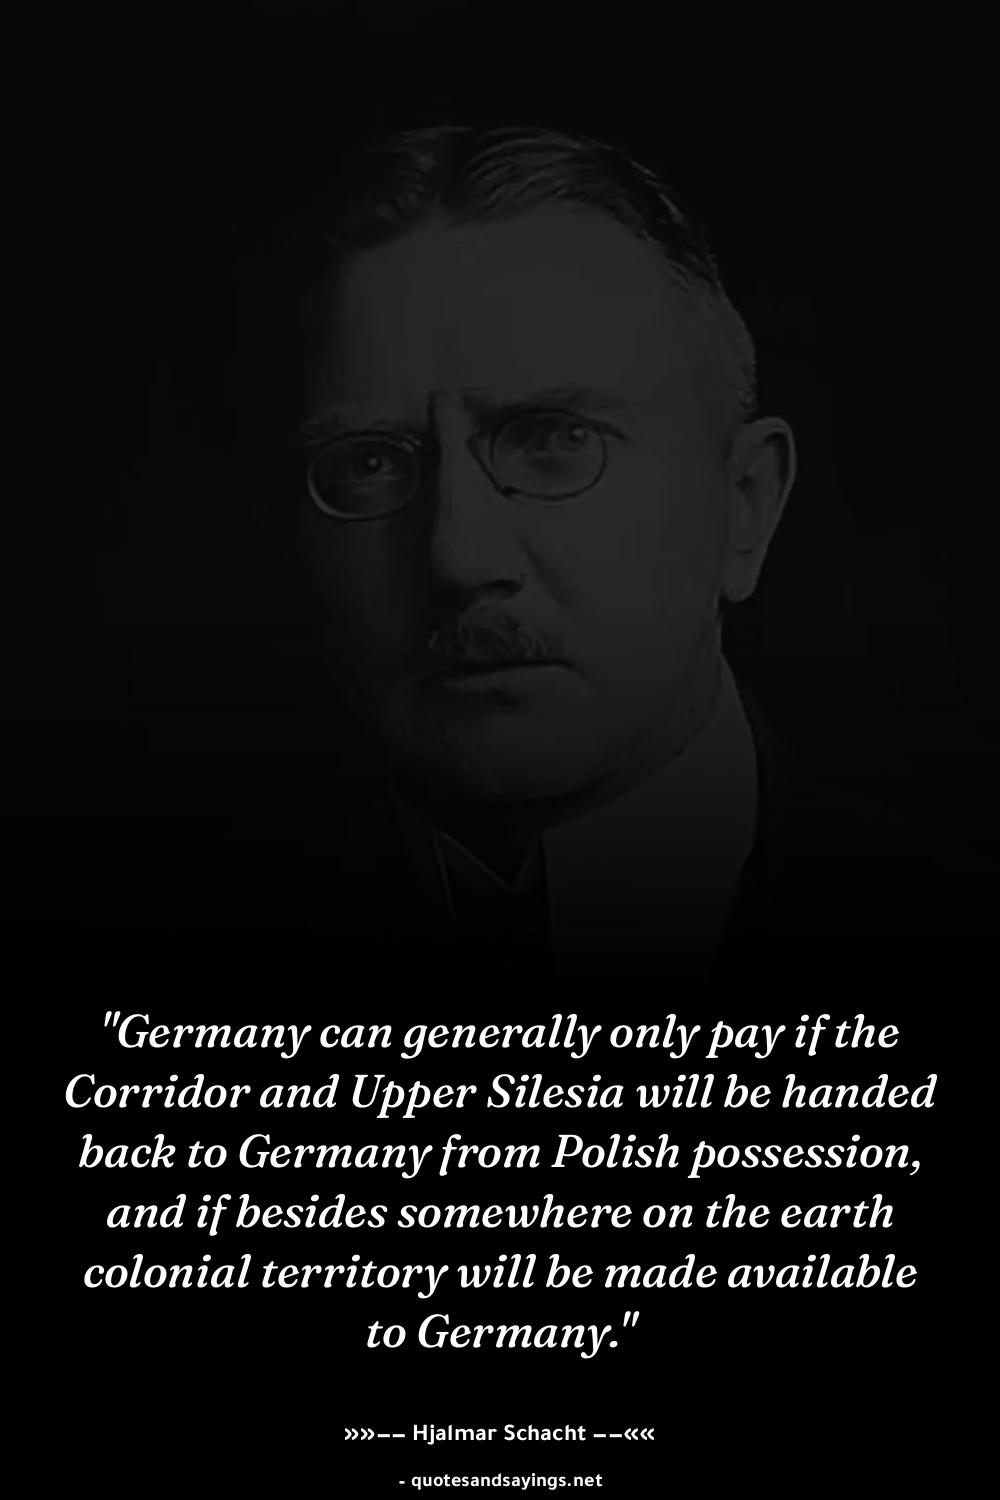 "Germany can generally only pay if the
Corridor and Upper Silesia will be handed
back to Germany from Polish possession,
and if besides somewhere on the earth
colonial territory will be made available
to Germany."
»»–– Hjalmar Schacht ––««
- quotesandsayings.net